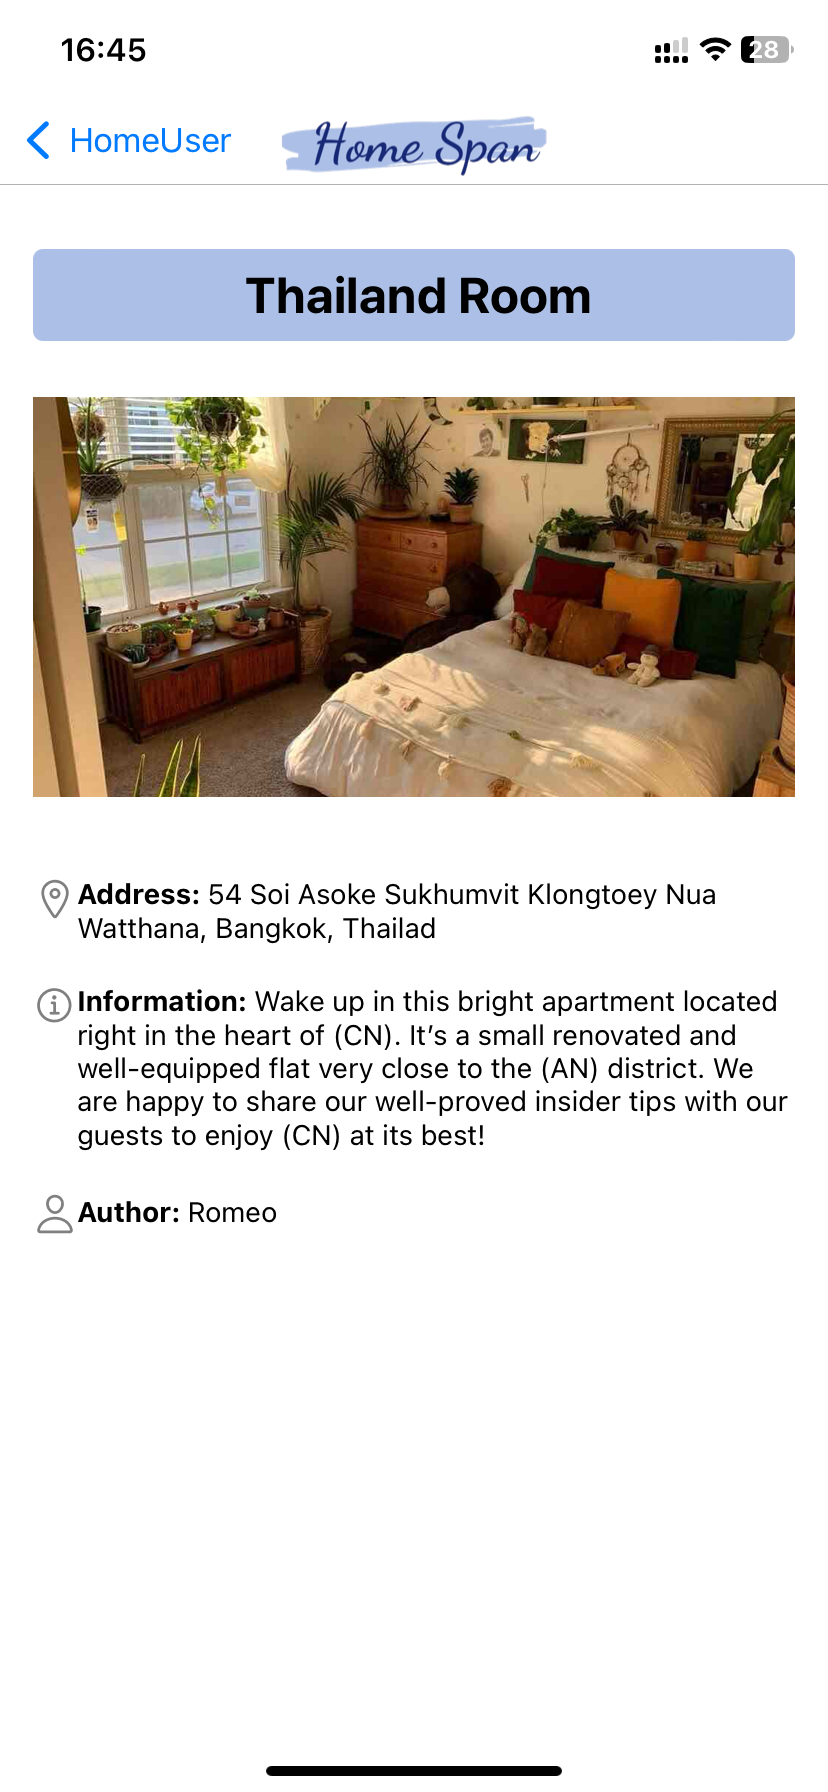 16:45
28
HomeUser
Home Span
Thailand Room
Address: 54 Soi Asoke Sukhumvit Klongtoey Nua
Watthana, Bangkok, Thailad
Information: Wake up in this bright apartment located
right in the heart of (CN). It’s a small renovated and
well-equipped flat very close to the (AN) district. We
are happy to share our well-proved insider tips with our
guests to enjoy (CN) at its best!
Author: Romeo